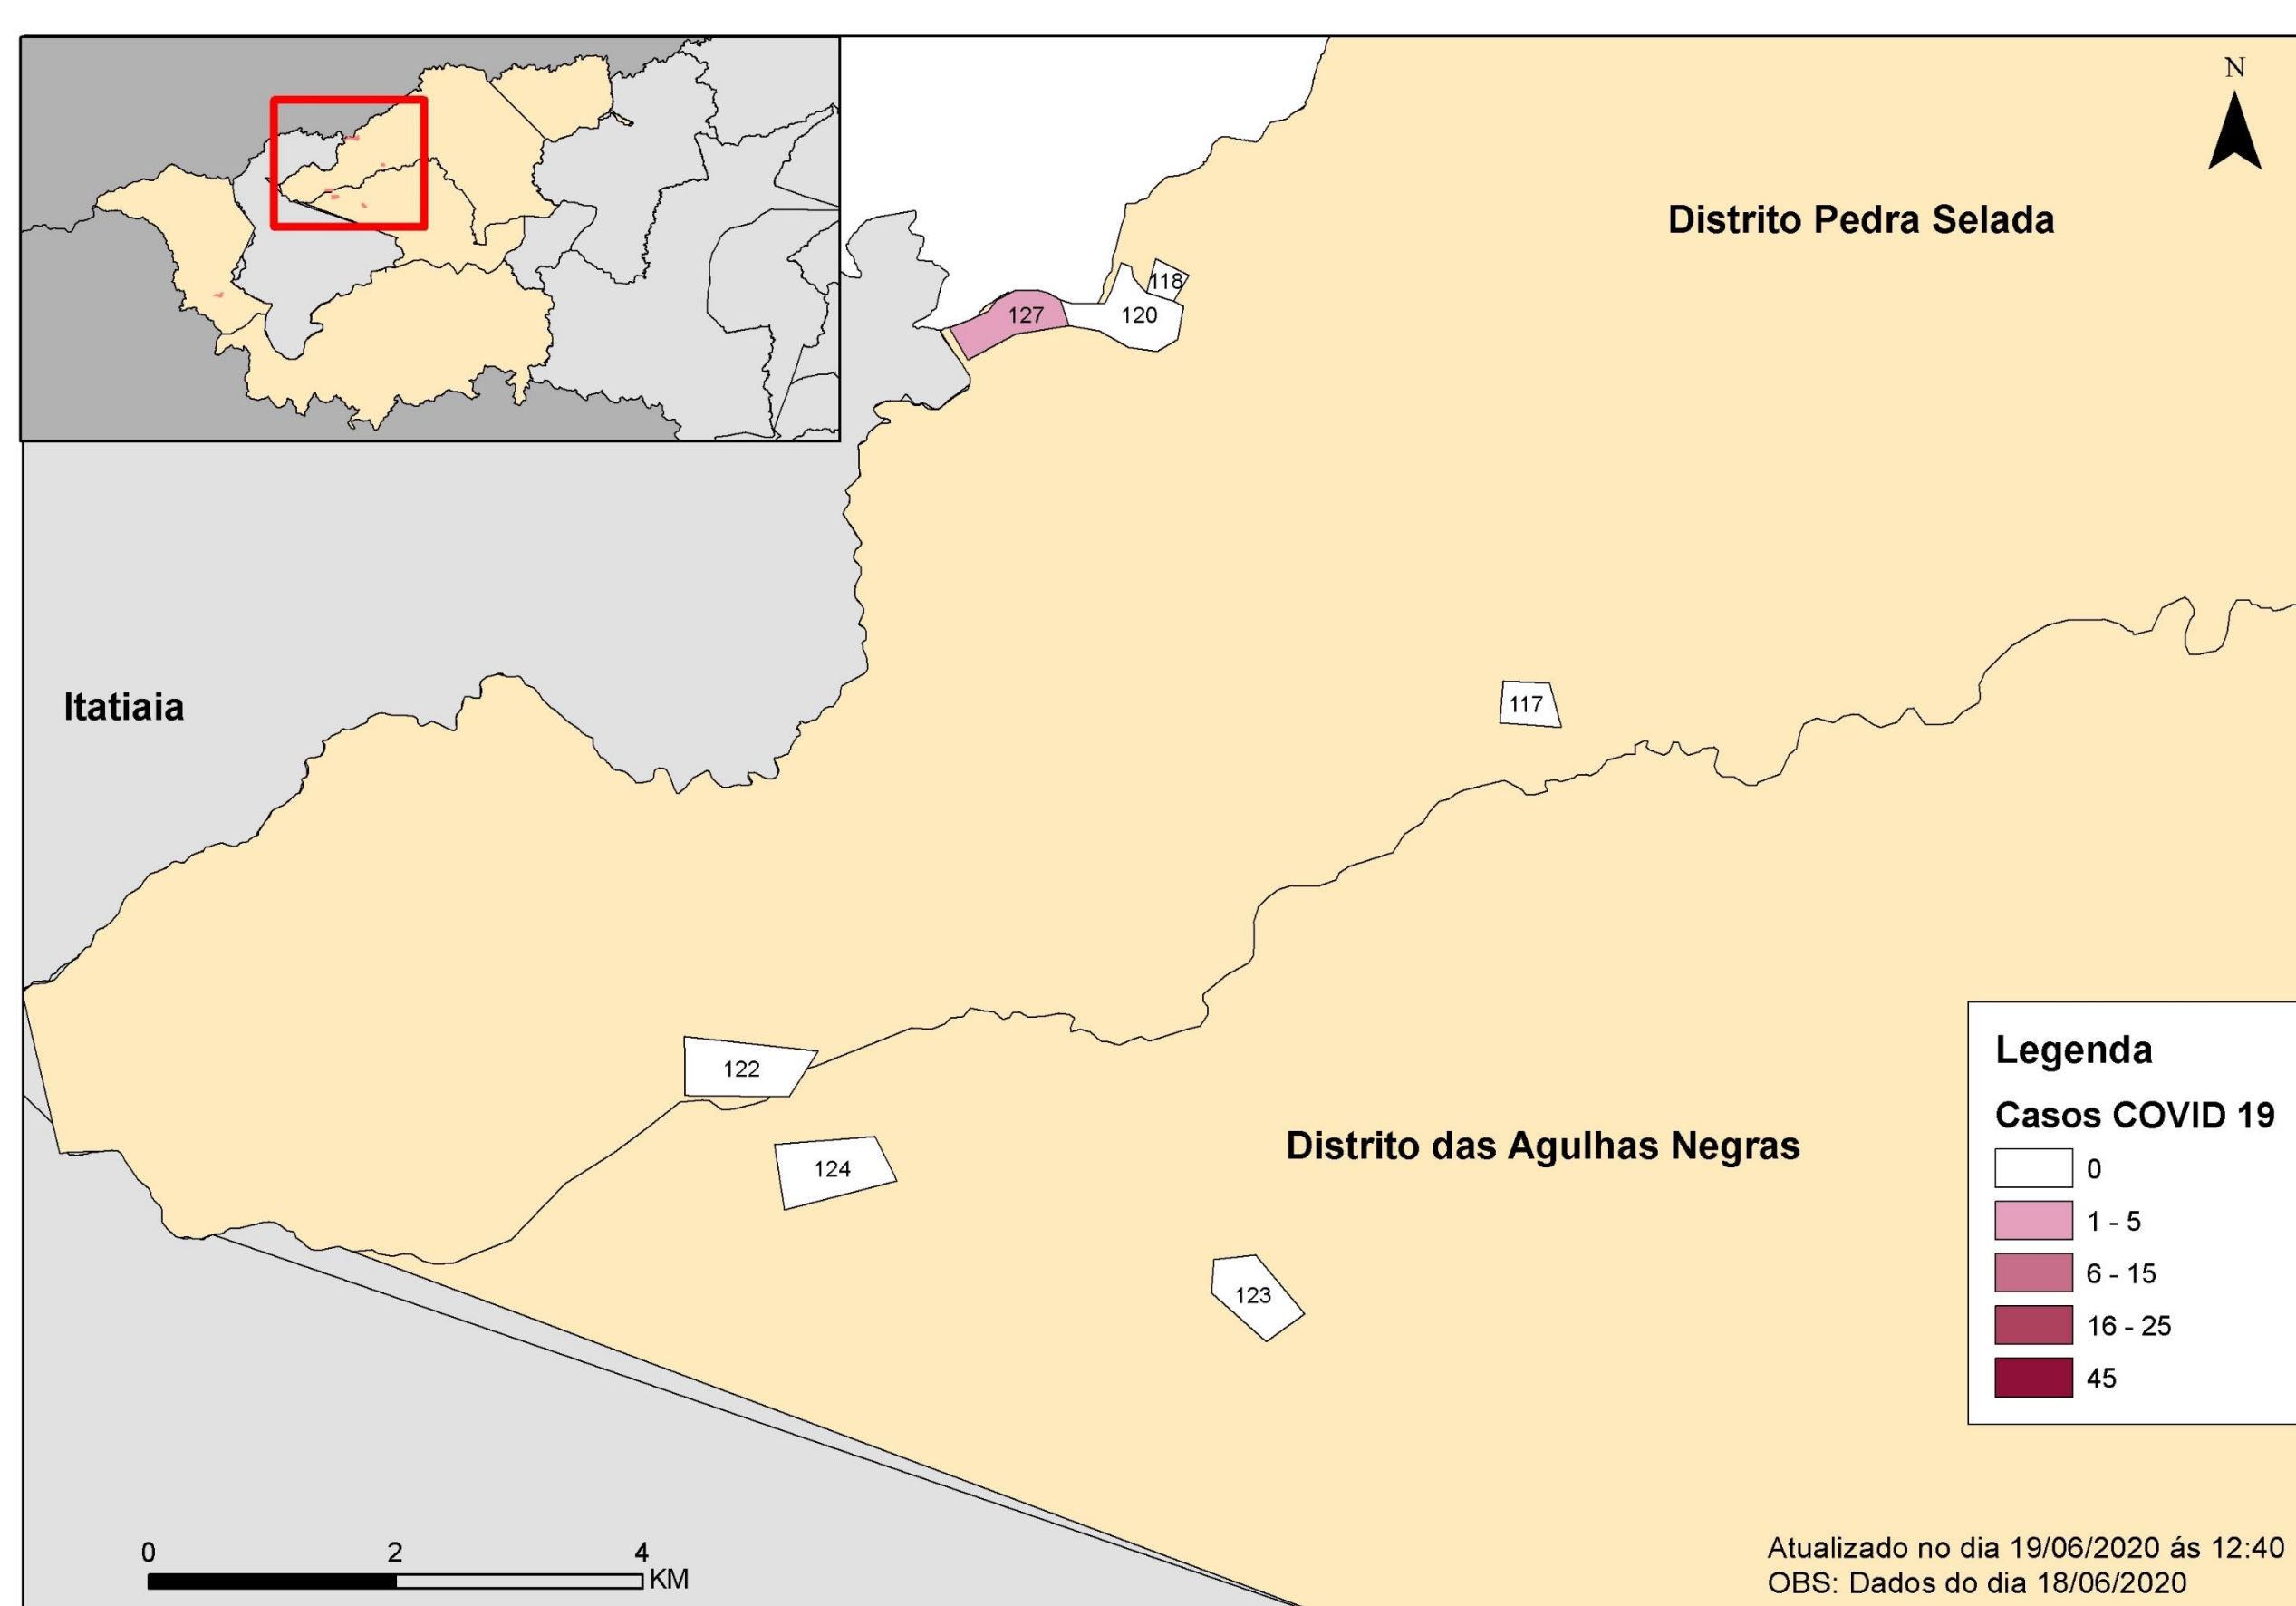 N
Distrito Pedra Selada
118
127
120
Itatiaia
117
122
124
Distrito das Agulhas Negras
123
Legenda
Casos COVID 19
0
1 - 5
6 - 15
16 - 25
45
0 2 4
KM
Atualizado no dia 19/06/2020 ás 12:40
OBS: Dados do dia 18/06/2020